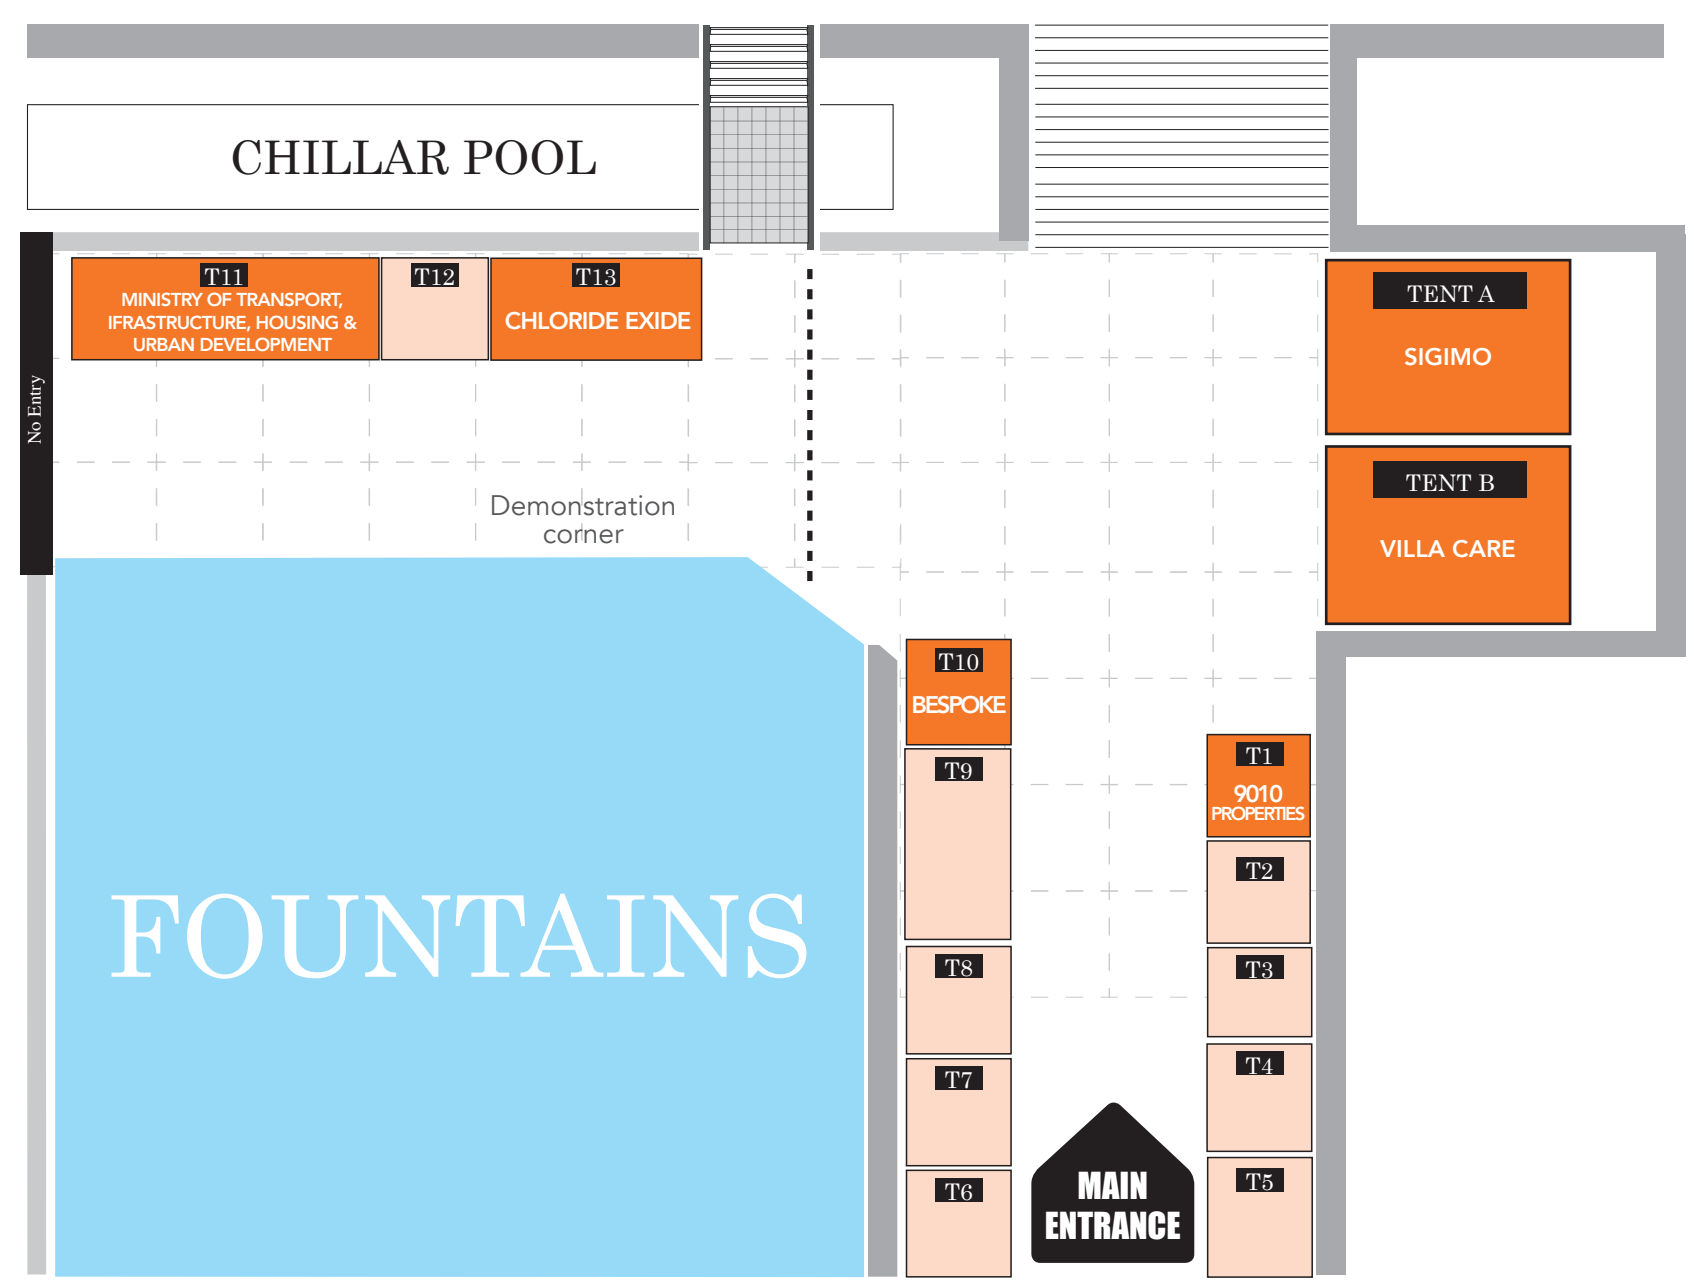 CHILLAR POOL
T11
MINISTRY OF TRANSPORT,
IFRASTRUCTURE, HOUSING &
URBAN DEVELOPMENT
T12
T13
CHLORIDE EXIDE
TENT A
SIGIMO
No Entry
TENT B
VILLA CARE
Demonstration
corner
T10
BESPOKE
T9
T1
9010
PROPERTIES
T2
FOUNTAINS
T8
T3
T7
T4
T6
T5
MAIN
ENTRANCE